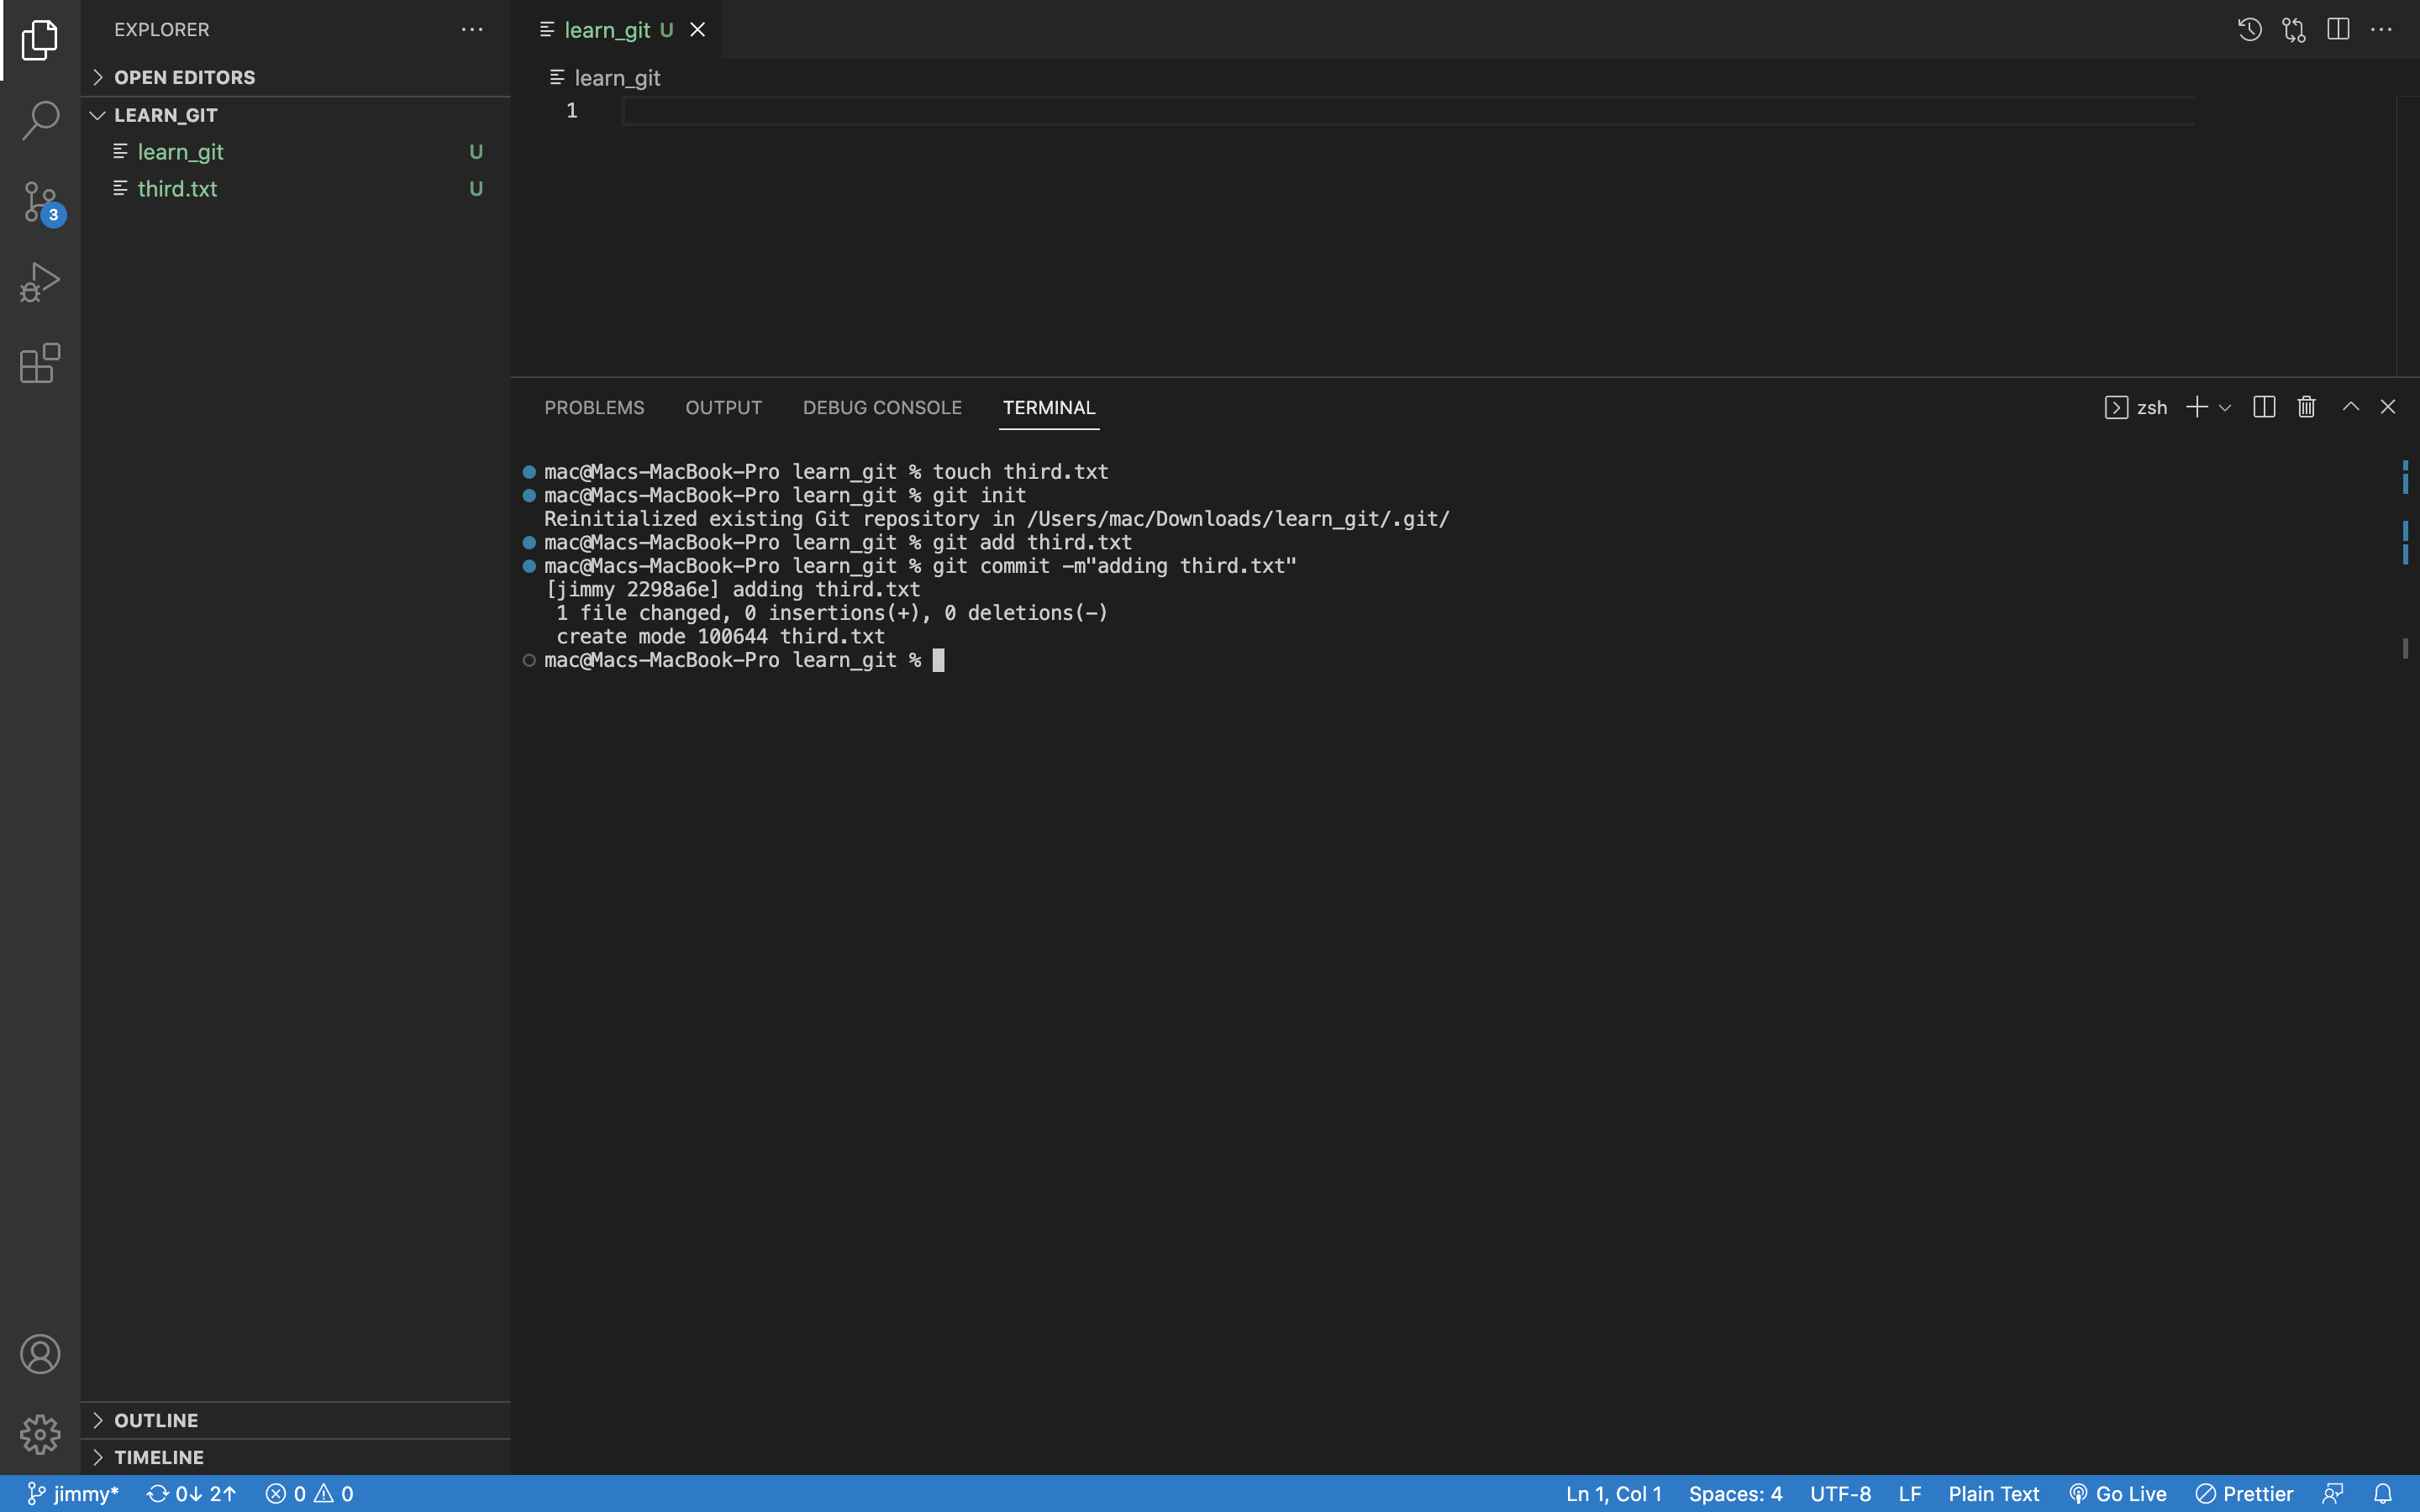 EXPLORER
OPEN EDITORS
LEARN_GIT
learn_git U
third.txt U
3
OUTLINE
TIMELINE
learn_git U
learn_git
1
PROBLEMS OUTPUT DEBUG CONSOLE TERMINAL zsh
mac@Macs-MacBook-Pro learn_git % touch third.txt
mac@Macs-MacBook-Pro learn_git % git init
Reinitialized existing Git repository in /Users/mac/Downloads/learn_git/.git/
mac@Macs-MacBook-Pro learn_git % git add third.txt
mac@Macs-MacBook-Pro learn_git % git commit -m"adding third.txt"
[jimmy 2298a6e] adding third.txt
1 file changed, 0 insertions(+), 0 deletions(-)
create mode 100644 third.txt
mac@Macs-MacBook-Pro learn_git %
jimmy* 0↓ 2↑ 0 0 Ln 1, Col 1 Spaces: 4 UTF-8 LF Plain Text Go Live Prettier